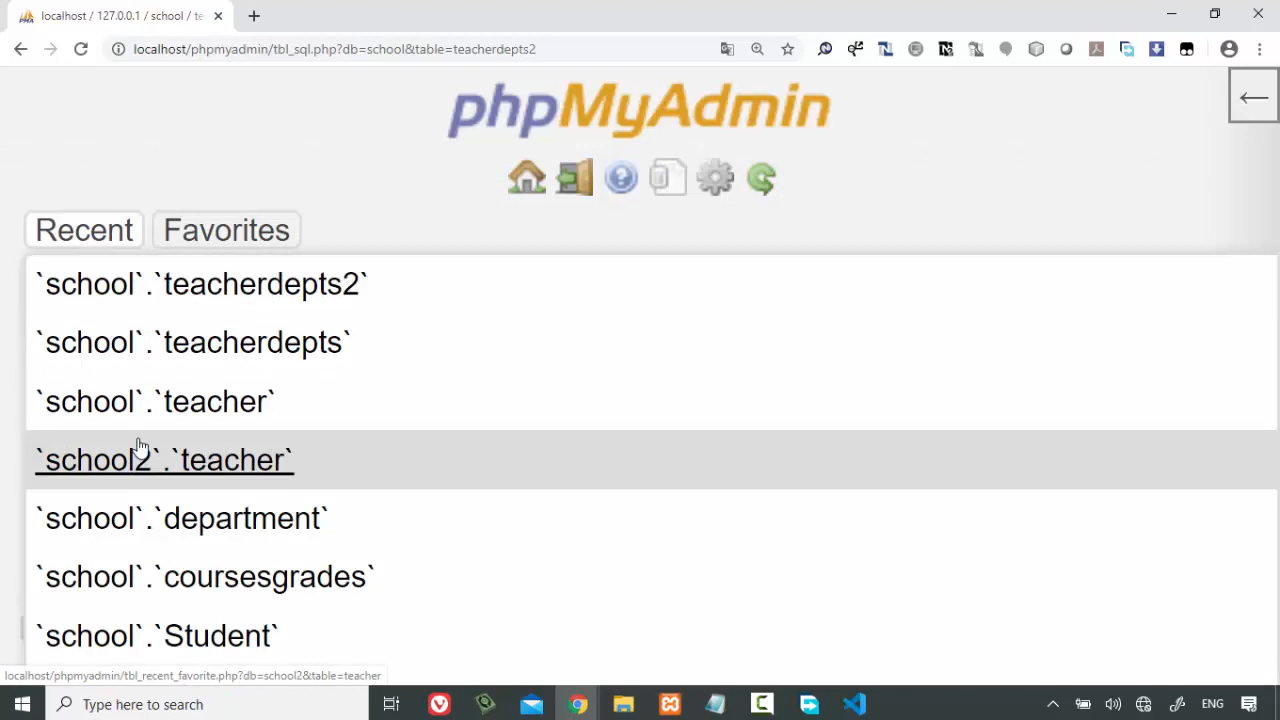 localhost / 127.0.0.1 / school / te
localhost/phpmyadmin/tbl_sql.php?db=school&table=teacherdepts2
phpMyAdmin
Recent Favorites
`school`.`teacherdepts2`
`school`.`teacherdepts`
`school`.`teacher`
`school2`.`teacher`
`school`.`department`
`school`.`coursesgrades`
`school`.`Student`
localhost/phpmyadmin/tbl_recent_favorite.php?db=school2&table=teacher
Type here to search
ENG